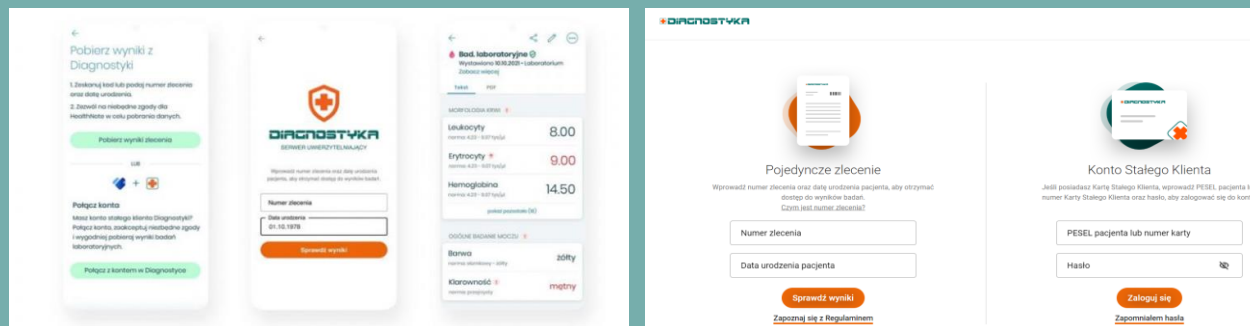 Pobierz wyniki z
Diagnostyki
1. Zeskanuj kod lub podaj numer zlecenia
oraz datę urodzenia.
2. Zezwól na niebędne zgody dla
HealthNote w celu pobrania danych.
Pobierz wyniki zlecenia
LUB
+
Połącz konta
Masz konto stałego klienta Diagnostyki?
Połącz konta, zaakceptuj niezbędne zgody
i wygodniej pobieraj wyniki badań
laboratoryjnych.
Połącz z kontem w Diagnostyce
DIAGNOSTYKA
SERWER UWIERZYTELNIAJĄCY
Wprowadź numer zlecenia oraz datę urodzenia
pacjenta, aby otrzymać dostęp do wyników badań.
Numer zlecenia
Data urodzenia
01.10.1978
Sprawdź wyniki
Bad. laboratoryjne
Wystawiono 10.10.2021 - Laboratorium
Zobacz więcej
Tekst PDF
MORFOLOGIA KRWI
Leukocyty 8.00
Erytrocyty 9.00
Hemoglobina 14.50
pokaż pozostałe (16)
OGÓLNE BADANIE MOCZU
Barwa żółty
norma: słomkowy - żółty
Klarowność mętny
norma: przejrzysty
DIAGNOSTYKA
Pojedyncze zlecenie
Wprowadź numer zlecenia oraz datę urodzenia pacjenta, aby otrzymać
dostęp do wyników badań.
Czym jest numer zlecenia?
Numer zlecenia
Data urodzenia pacjenta
Sprawdź wyniki
Zapoznaj się z Regulaminem
DIAGNOSTYKA
Konto Stałego Klienta
Jeśli posiadasz Kartę Stałego Klienta, wprowadź PESEL pacjenta
numer Karty Stałego Klienta oraz hasło, aby zalogować się do
PESEL pacjenta lub numer karty
Hasło
Zaloguj się
Zapomniałem hasła